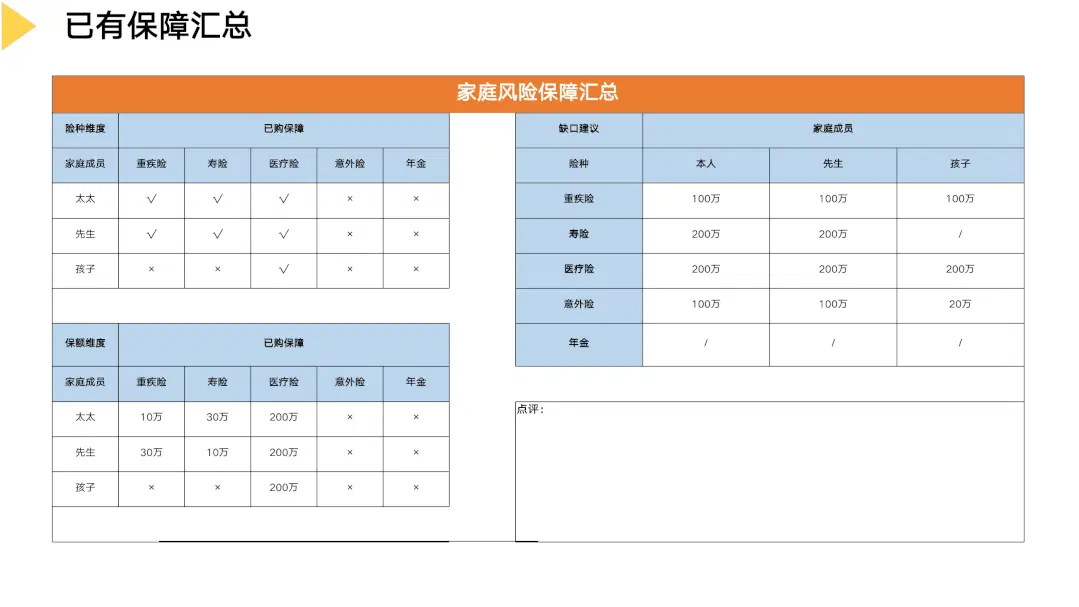 已有保障汇总
家庭风险保障汇总
险种维度 已购保障
家庭成员 重疾险 寿险 医疗险 意外险 年金
太太 √ √ √ × ×
先生 √ √ √ × ×
孩子 × × √ × ×
保额维度 已购保障
家庭成员 重疾险 寿险 医疗险 意外险 年金
太太 10万 30万 200万 × ×
先生 30万 10万 200万 × ×
孩子 × × 200万 × ×
缺口建议 家庭成员
险种 本人 先生 孩子
重疾险 100万 100万 100万
寿险 200万 200万 /
医疗险 200万 200万 200万
意外险 100万 100万 20万
年金 / / /
点评：